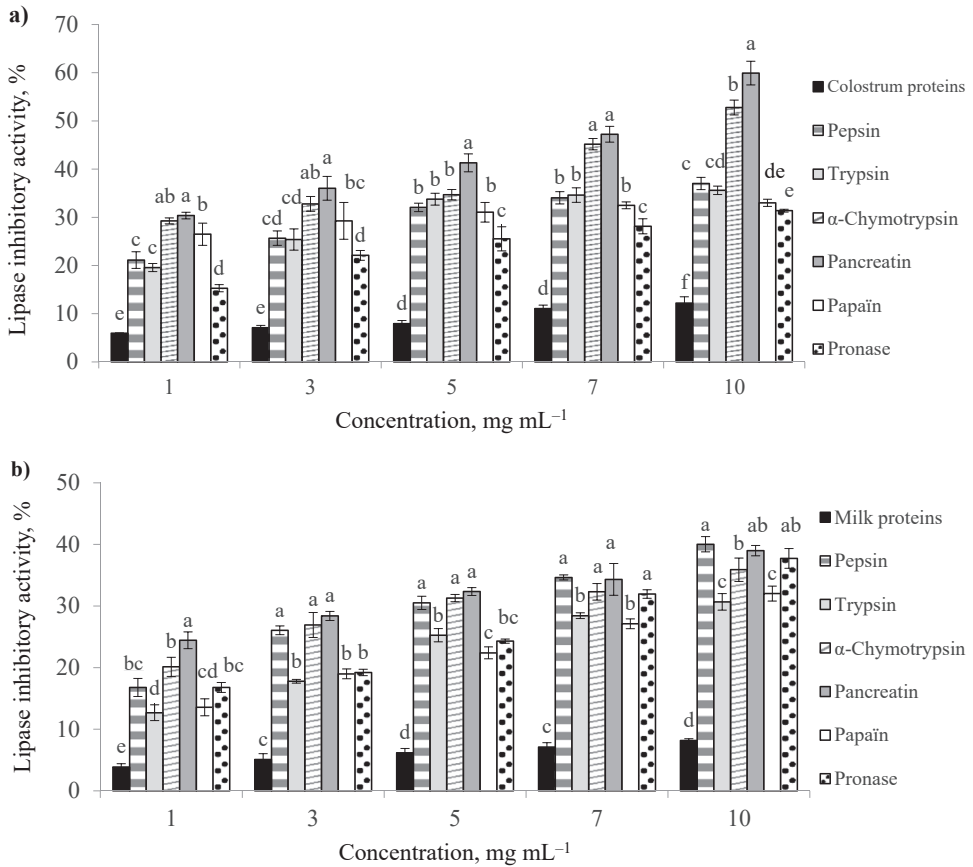 a)
Lipase inhibitory activity, %
70
60
50
40
30
20
10
0
e c c ab a b d
e cd cd ab a bc d
d b b b a b c
d b b a a b c
f c cd b a de e
1 3 5 7 10
Concentration, mg mL⁻¹
Colostrum proteins
Pepsin
Trypsin
α-Chymotrypsin
Pancreatin
Papaïn
Pronase
b)
Lipase inhibitory activity, %
50
40
30
20
10
0
e bc d b a cd bc
c a b a a b b
d a b a a c bc
c a b a a b a
d a c b ab c ab
1 3 5 7 10
Concentration, mg mL⁻¹
Milk proteins
Pepsin
Trypsin
α-Chymotrypsin
Pancreatin
Papaïn
Pronase